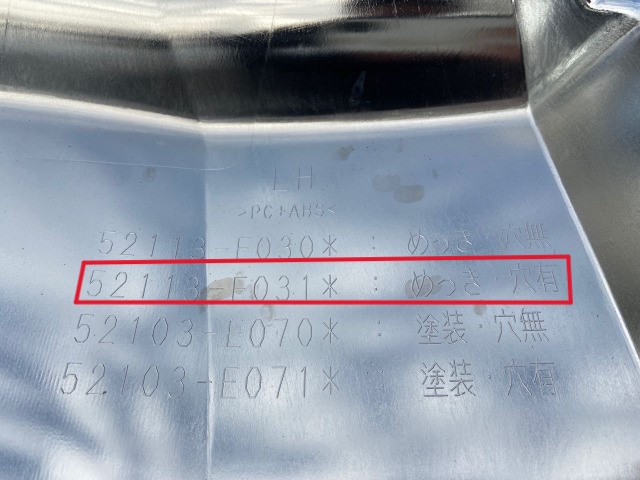 LH
>PC+ABS<
52113-E030* : めっき・穴無
52113-E031* : めっき・穴有
52103-E070* : 塗装・穴無
52103-E071* : 塗装・穴有